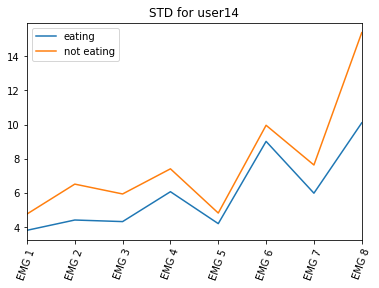 STD for user14
eating
not eating
14
12
10
8
6
4
EMG 1
EMG 2
EMG 3
EMG 4
EMG 5
EMG 6
EMG 7
EMG 8